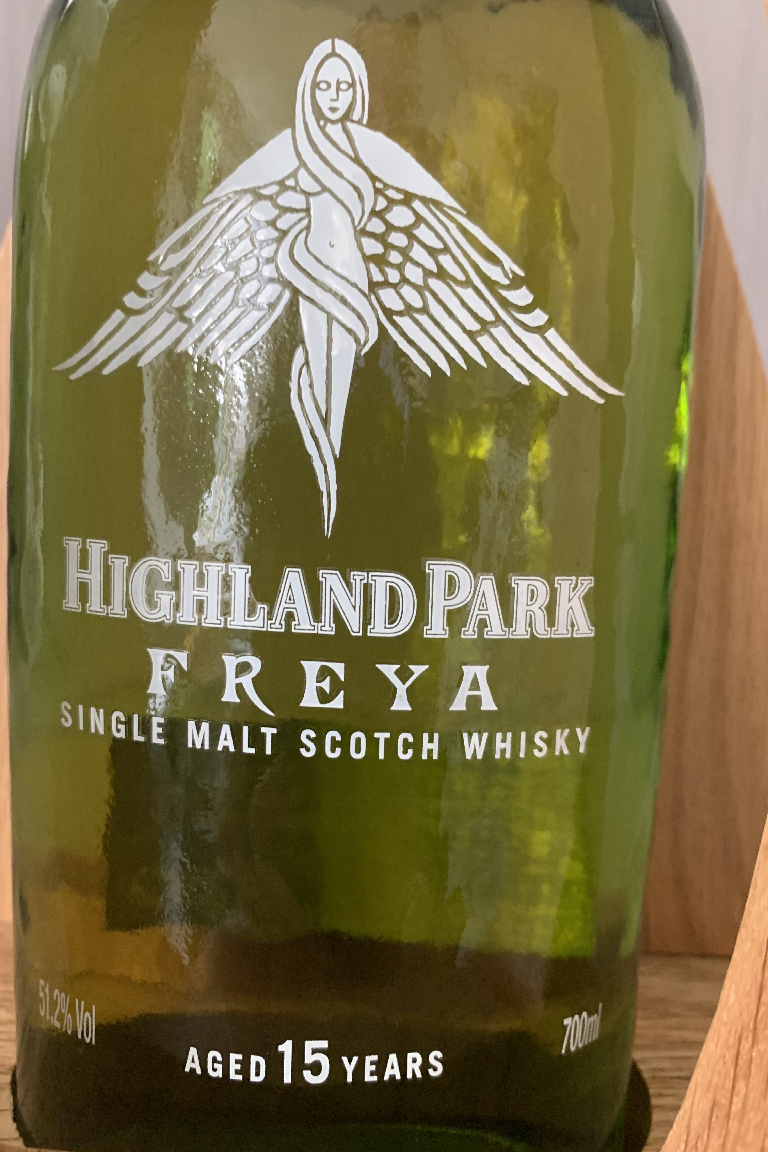 HIGHLAND PARK
FREYA
SINGLE MALT SCOTCH WHISKY
51.2% Vol
700ml
AGED 15 YEARS